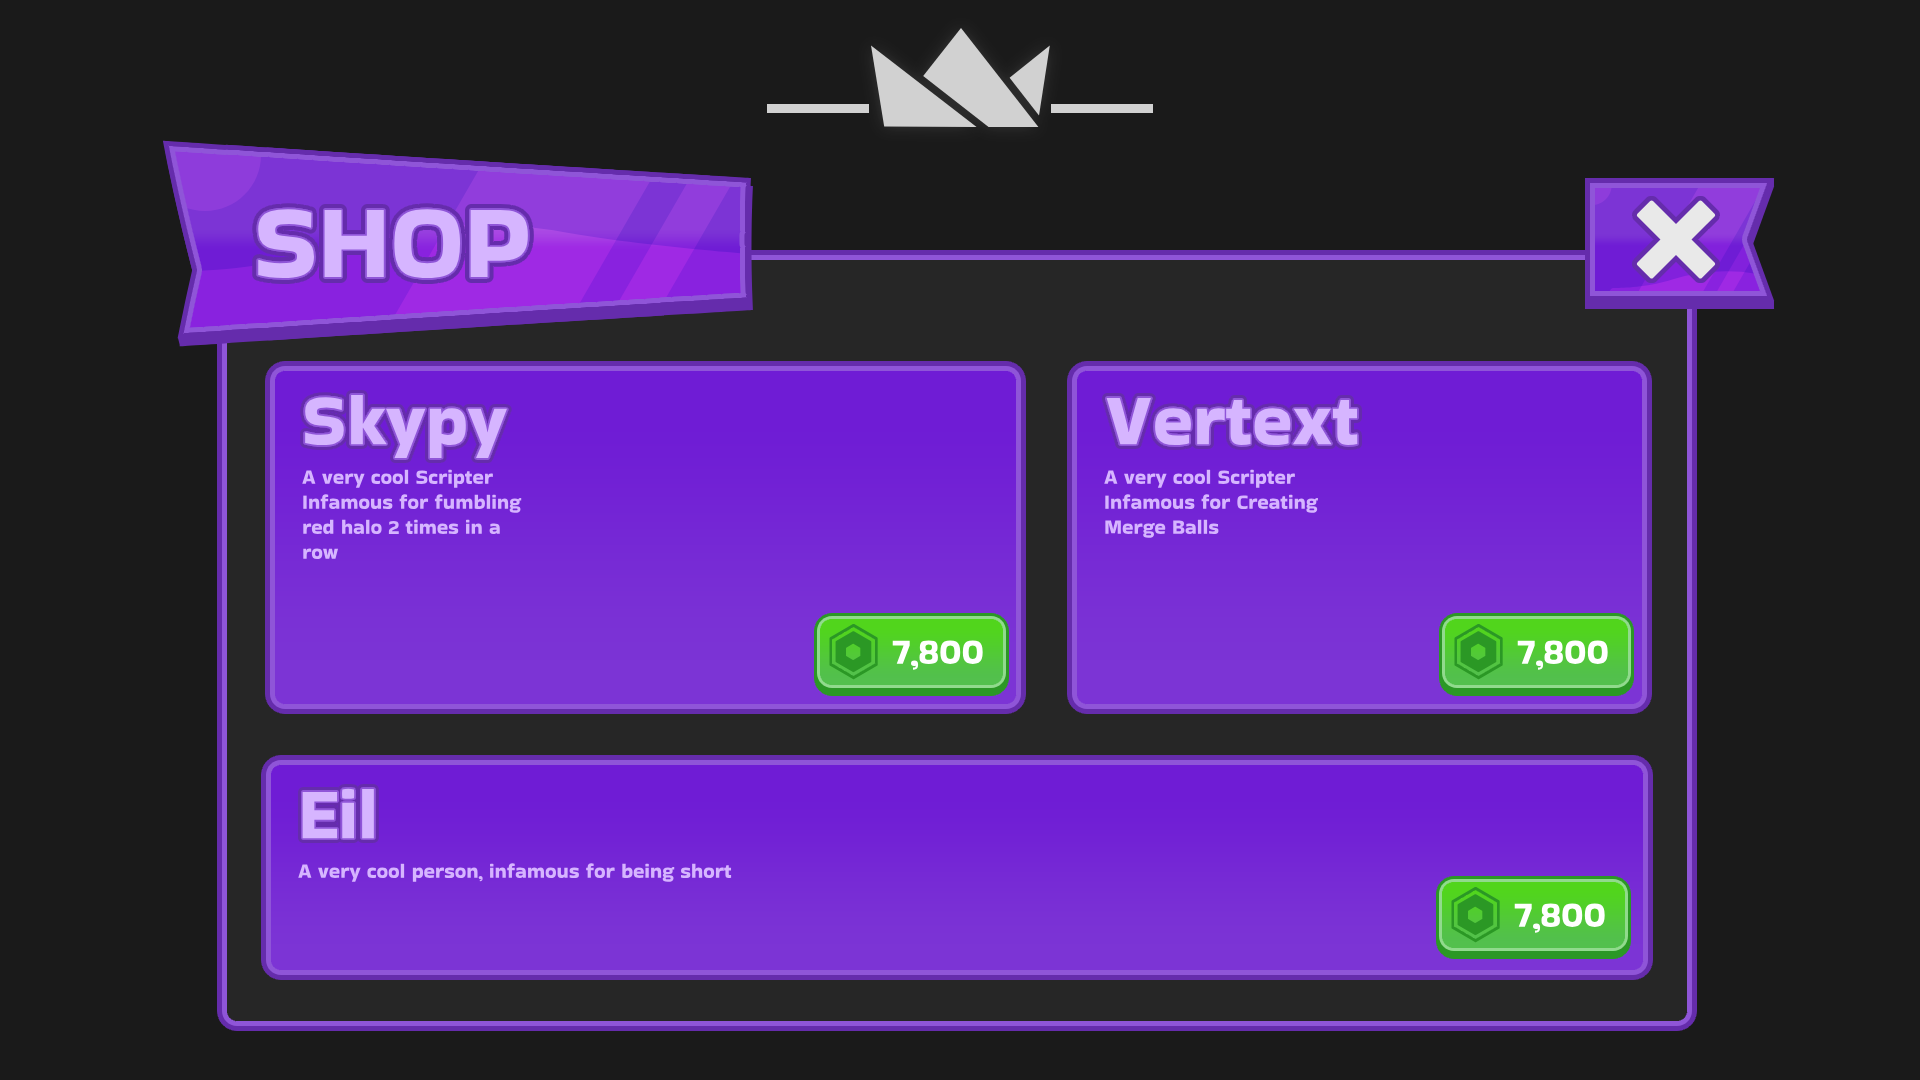 SHOP
Skypy
A very cool Scripter
Infamous for fumbling
red halo 2 times in a
row
7,800
Vertext
A very cool Scripter
Infamous for Creating
Merge Balls
7,800
Eil
A very cool person, infamous for being short
7,800